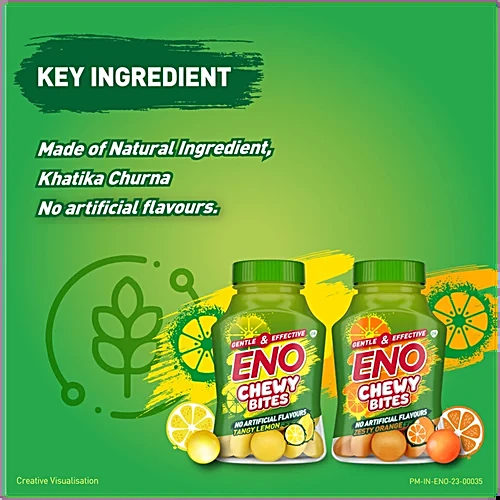 KEY INGREDIENT
Made of Natural Ingredient,
Khatika Churna
No artificial flavours.
GENTLE & EFFECTIVE
ENO
CHEWY
BITES
NO ARTIFICIAL FLAVOURS
TANGY LEMON
GENTLE & EFFECTIVE
ENO
CHEWY
BITES
NO ARTIFICIAL FLAVOURS
ZESTY ORANGE
Creative Visualisation
PM-IN-ENO-23-00035